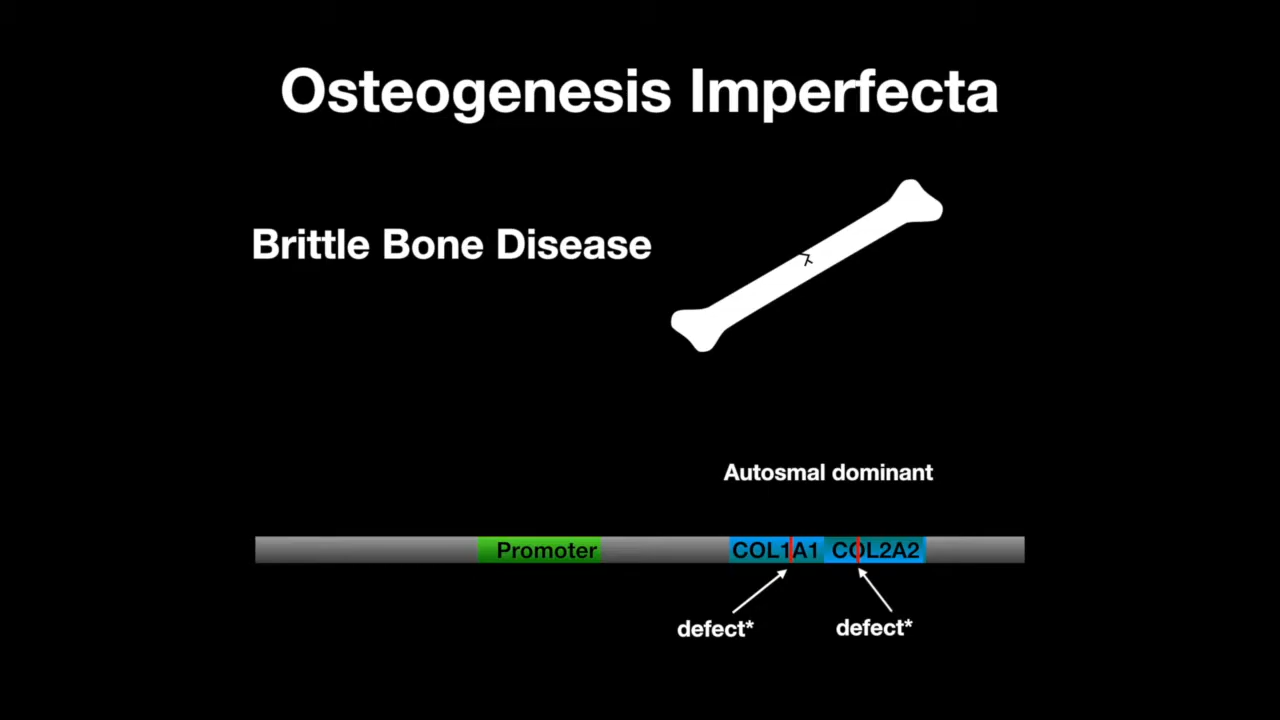 Osteogenesis Imperfecta
Brittle Bone Disease
Autosmal dominant
Promoter
COL1A1 COL2A2
defect* defect*